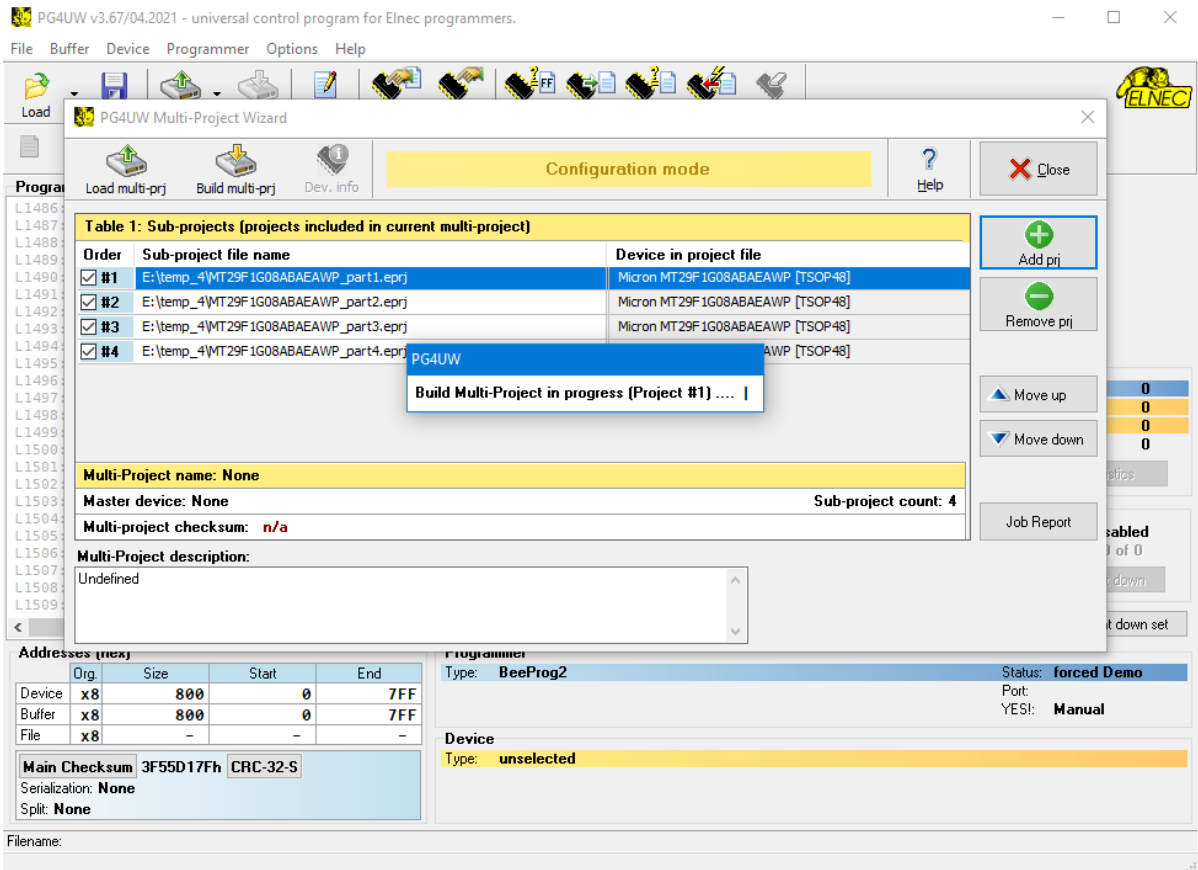 PG4UW v3.67/04.2021 - universal control program for Elnec programmers.
File Buffer Device Programmer Options Help
Load
ELNEC
PG4UW Multi-Project Wizard
Load multi-prj Build multi-prj Dev. info
Configuration mode
Help
Close
Progra
L1486:
L1487:
L1488:
L1489:
L1490:
L1491:
L1492:
L1493:
L1494:
L1495:
L1496:
L1497:
L1498:
L1499:
L1500:
L1501:
L1502:
L1503:
L1504:
L1505:
L1506:
L1507:
L1508:
L1509:
Table 1: Sub-projects (projects included in current multi-project)
Order Sub-project file name Device in project file
#1 E:\temp_4\MT29F1G08ABAEAWP_part1.eprj Micron MT29F1G08ABAEAWP [TSOP48]
#2 E:\temp_4\MT29F1G08ABAEAWP_part2.eprj Micron MT29F1G08ABAEAWP [TSOP48]
#3 E:\temp_4\MT29F1G08ABAEAWP_part3.eprj Micron MT29F1G08ABAEAWP [TSOP48]
#4 E:\temp_4\MT29F1G08ABAEAWP_part4.eprj AWP [TSOP48]
PG4UW
Build Multi-Project in progress (Project #1) .... |
Add prj
Remove prj
Move up
Move down
Job Report
0
0
0
0
istics
sabled
of 0
down
t down set
Multi-Project name: None
Master device: None Sub-project count: 4
Multi-project checksum: n/a
Multi-Project description:
Undefined
Addresses (hex)
Org. Size Start End
Device x8 800 0 7FF
Buffer x8 800 0 7FF
File x8 - - -
Main Checksum 3F55D17Fh CRC-32-S
Serialization: None
Split: None
Programmer
Type: BeeProg2 Status: forced Demo
Port:
YES!: Manual
Device
Type: unselected
Filename: